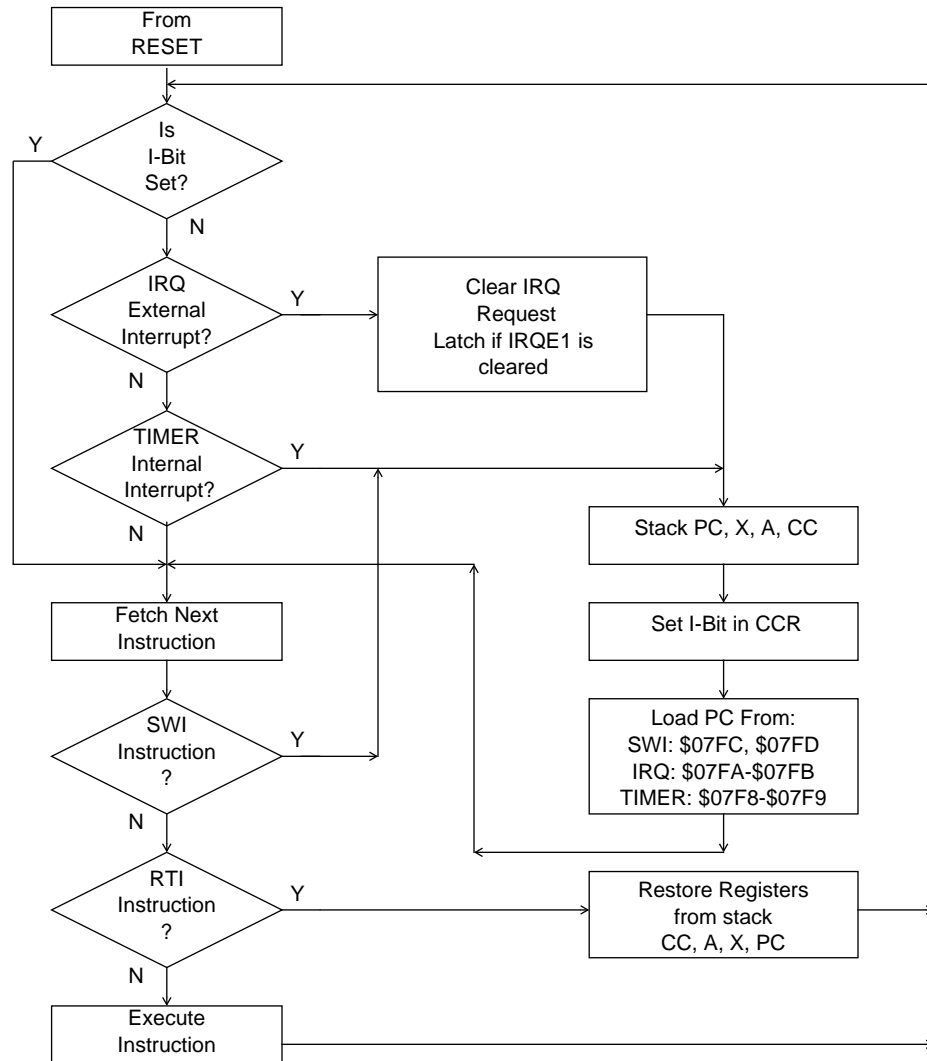 From
RESET
Is
I-Bit
Set?
Y
N
IRQ
External
Interrupt?
Y
N
Clear IRQ
Request
Latch if IRQE1 is
cleared
TIMER
Internal
Interrupt?
Y
N
Stack PC, X, A, CC
Fetch Next
Instruction
Set I-Bit in CCR
SWI
Instruction
?
Y
N
Load PC From:
SWI: $07FC, $07FD
IRQ: $07FA-$07FB
TIMER: $07F8-$07F9
RTI
Instruction
?
Y
N
Restore Registers
from stack
CC, A, X, PC
Execute
Instruction